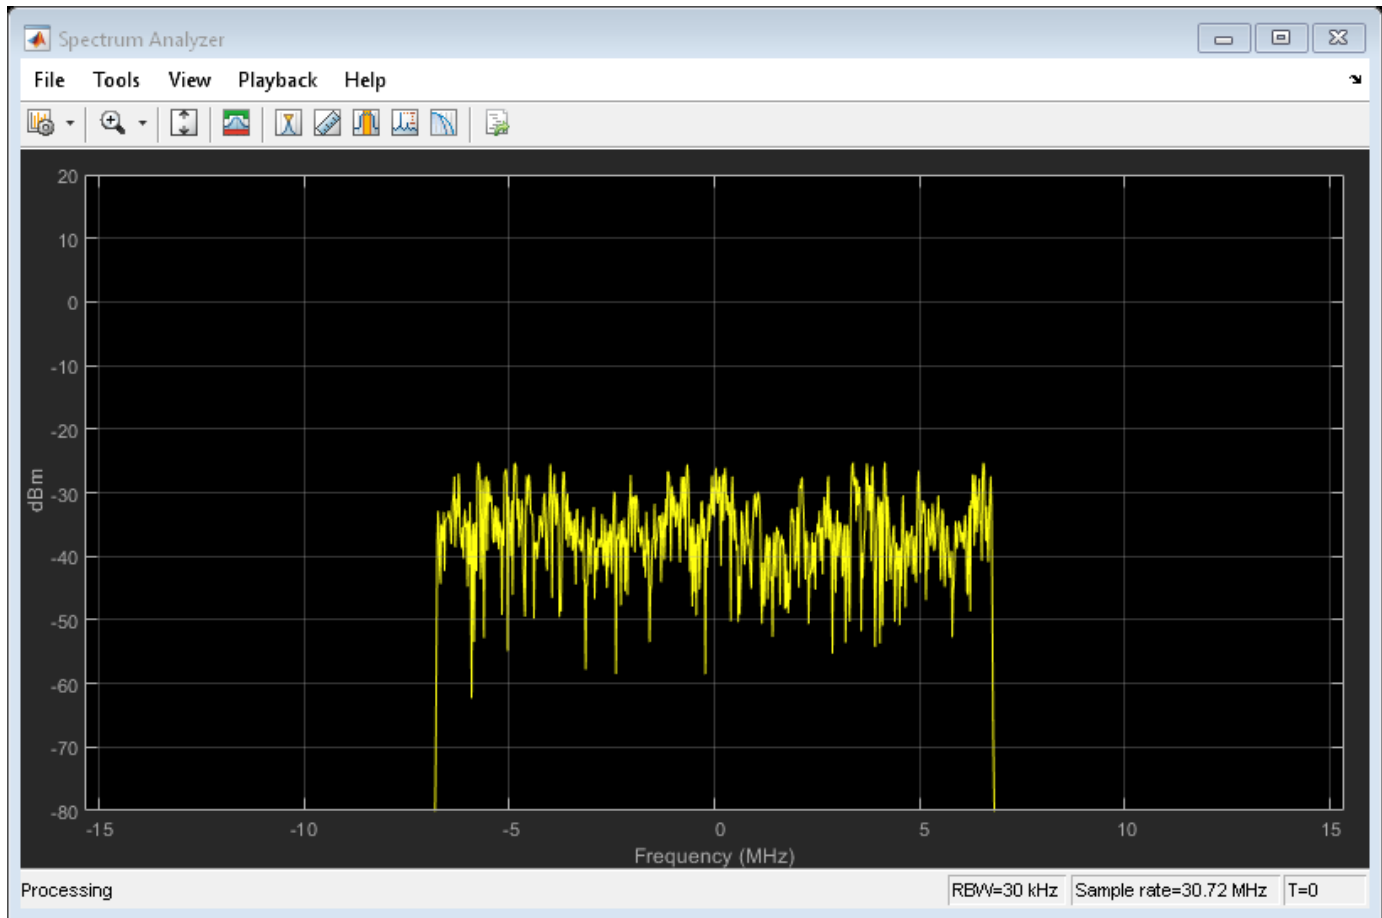 Spectrum Analyzer
File Tools View Playback Help
20
10
0
-10
-20
-30
-40
-50
-60
-70
-80
dBm
-15 -10 -5 0 5 10 15
Frequency (MHz)
Processing RBW=30 kHz Sample rate=30.72 MHz T=0